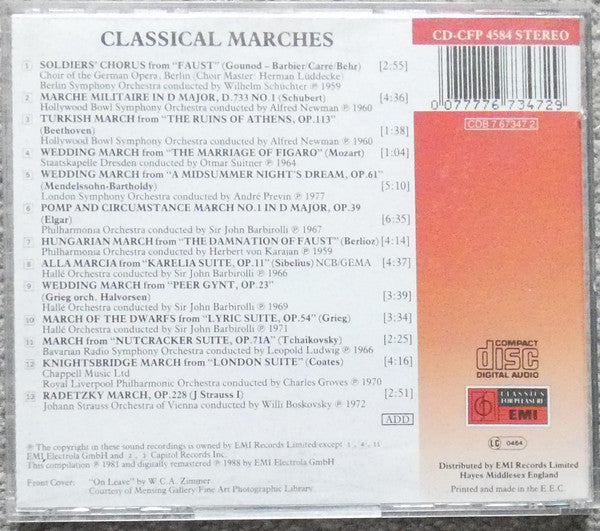 CLASSICAL MARCHES
1 SOLDIERS' CHORUS from "FAUST" (Gounod – Barbier/Carre/Behr) [2:55]
Choir of the German Opera, Berlin (Choir Master: Herman Lüddecke)
Berlin Symphony Orchestra conducted by Wilhelm Schüchter ℗ 1959
2 MARCHE MILITAIRE IN D MAJOR, D.733 NO.1 (Schubert) [4:36]
Hollywood Bowl Symphony Orchestra conducted by Alfred Newman ℗ 1960
3 TURKISH MARCH from "THE RUINS OF ATHENS, OP.113"
(Beethoven) [1:38]
Hollywood Bowl Symphony Orchestra conducted by Alfred Newman ℗ 1960
4 WEDDING MARCH from "THE MARRIAGE OF FIGARO" (Mozart) [1:04]
Staatskapelle Dresden conducted by Otmar Suitner ℗ 1964
5 WEDDING MARCH from "A MIDSUMMER NIGHT'S DREAM, OP.61"
(Mendelssohn-Bartholdy) [5:10]
London Symphony Orchestra conducted by André Previn ℗ 1977
6 POMP AND CIRCUMSTANCE MARCH NO.1 IN D MAJOR, OP.39
(Elgar) [6:35]
Philharmonia Orchestra conducted by Sir John Barbirolli ℗ 1967
7 HUNGARIAN MARCH from "THE DAMNATION OF FAUST" (Berlioz) [4:14]
Philharmonia Orchestra conducted by Herbert von Karajan ℗ 1959
8 ALLA MARCIA from "KARELIA SUITE, OP.11" (Sibelius) NCB/GEMA [4:37]
Hallé Orchestra conducted by Sir John Barbirolli ℗ 1966
9 WEDDING MARCH from "PEER GYNT, OP.23"
(Grieg orch. Halvorsen) [3:39]
Hallé Orchestra conducted by Sir John Barbirolli ℗ 1969
10 MARCH OF THE DWARFS from "LYRIC SUITE, OP.54" (Grieg) [3:34]
Hallé Orchestra conducted by Sir John Barbirolli ℗ 1971
11 MARCH from "NUTCRACKER SUITE, OP.71A" (Tchaikovsky) [2:25]
Bavarian Radio Symphony Orchestra conducted by Leopold Ludwig ℗ 1966
12 KNIGHTSBRIDGE MARCH from "LONDON SUITE" (Coates) [4:16]
Chappell Music Ltd
Royal Liverpool Philharmonic Orchestra conducted by Charles Groves ℗ 1970
13 RADETZKY MARCH, OP.228 (J Strauss I) [2:51]
Johann Strauss Orchestra of Vienna conducted by Willi Boskovsky ℗ 1972
ADD
℗ The copyright in these sound recordings is owned by EMI Records Limited except 1, 4, 11
EMI Electrola GmbH and 2, 3 Capitol Records Inc.
This compilation ℗ 1981 and digitally remastered ℗ 1988 by EMI Electrola GmbH
Front Cover: "On Leave" by W.C.A. Zimmer.
Courtesy of Mensing Gallery/Fine Art Photographic Library.
CD-CFP 4584 STEREO
0 077776 734729
CDB 7 67347 2
COMPACT
disc
DIGITAL AUDIO
CLASSICS
FOR PLEASURE
EMI
LC 0464
Distributed by EMI Records Limited
Hayes Middlesex England
Printed and made in the E.E.C.